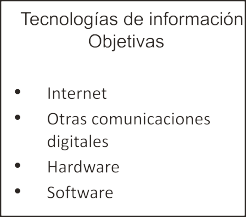 Tecnologías de información
Objetivas
• Internet
• Otras comunicaciones
digitales
• Hardware
• Software